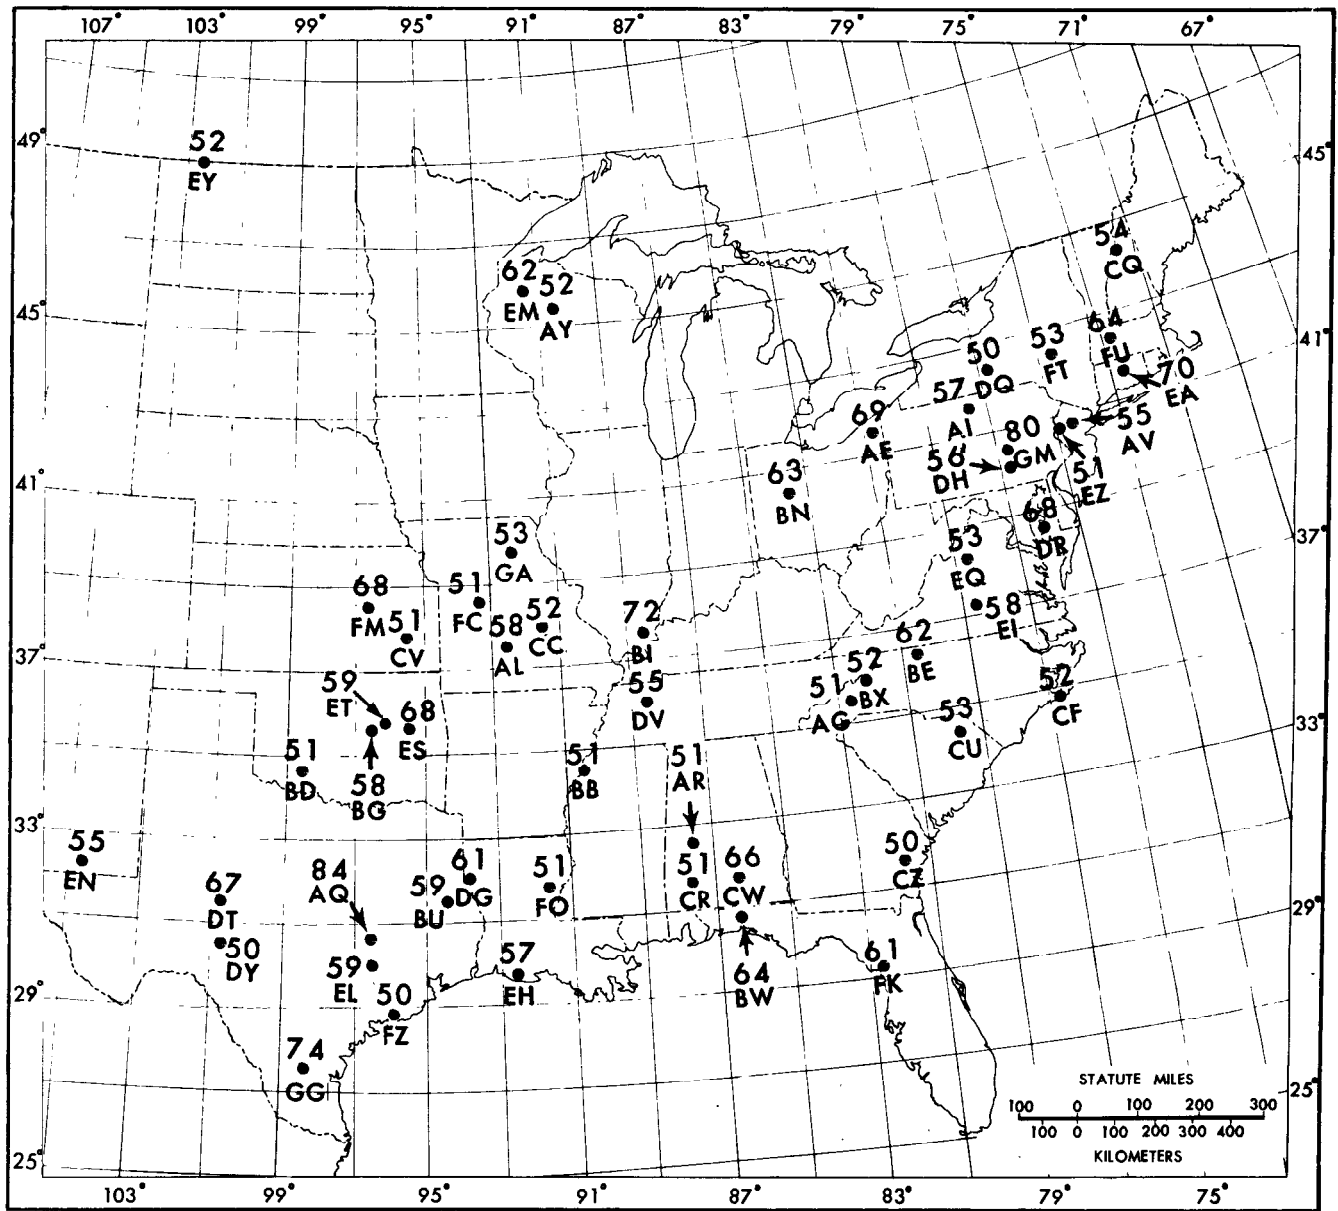 107° 103° 99° 95° 91° 87° 83° 79° 75° 71° 67°
49°
45°
41°
37°
33°
29°
25°
45°
41°
37°
33°
29°
25°
103° 99° 95° 91° 87° 83° 79° 75°
52
EY
54
CQ
62
EM
52
AY
64
FU
53
FT
50
DQ
70
EA
57
AI
55
AV
69
AE
80
GM
56
DH
51
EZ
63
BN
68
DR
53
EQ
53
GA
58
EI
68
FM
51
CV
51
FC
58
AL
52
CC
72
BI
62
BE
52
BX
51
AG
52
CF
53
CU
55
DV
59
ET
68
ES
58
BG
51
BD
51
BB
51
AR
55
EN
67
DT
50
DY
84
AQ
59
BU
61
DG
51
FO
51
CR
66
CW
50
CZ
64
BW
61
FK
59
EL
57
EH
50
FZ
74
GG
STATUTE MILES
100 0 100 200 300
100 0 100 200 300 400
KILOMETERS